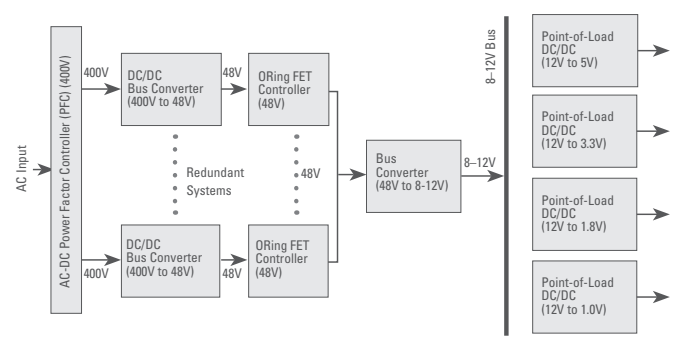 AC Input
AC-DC Power Factor Controller (PFC) (400V)
400V
DC/DC
Bus Converter
(400V to 48V)
48V
ORing FET
Controller
(48V)
Redundant
Systems
48V
400V
DC/DC
Bus Converter
(400V to 48V)
48V
ORing FET
Controller
(48V)
Bus
Converter
(48V to 8-12V)
8–12V
8–12V Bus
Point-of-Load
DC/DC
(12V to 5V)
Point-of-Load
DC/DC
(12V to 3.3V)
Point-of-Load
DC/DC
(12V to 1.8V)
Point-of-Load
DC/DC
(12V to 1.0V)